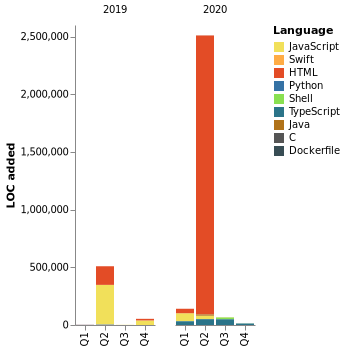 2019
2020
LOC added
2,500,000
2,000,000
1,500,000
1,000,000
500,000
0
Q1
Q2
Q3
Q4
Q1
Q2
Q3
Q4
Language
JavaScript
Swift
HTML
Python
Shell
TypeScript
Java
C
Dockerfile